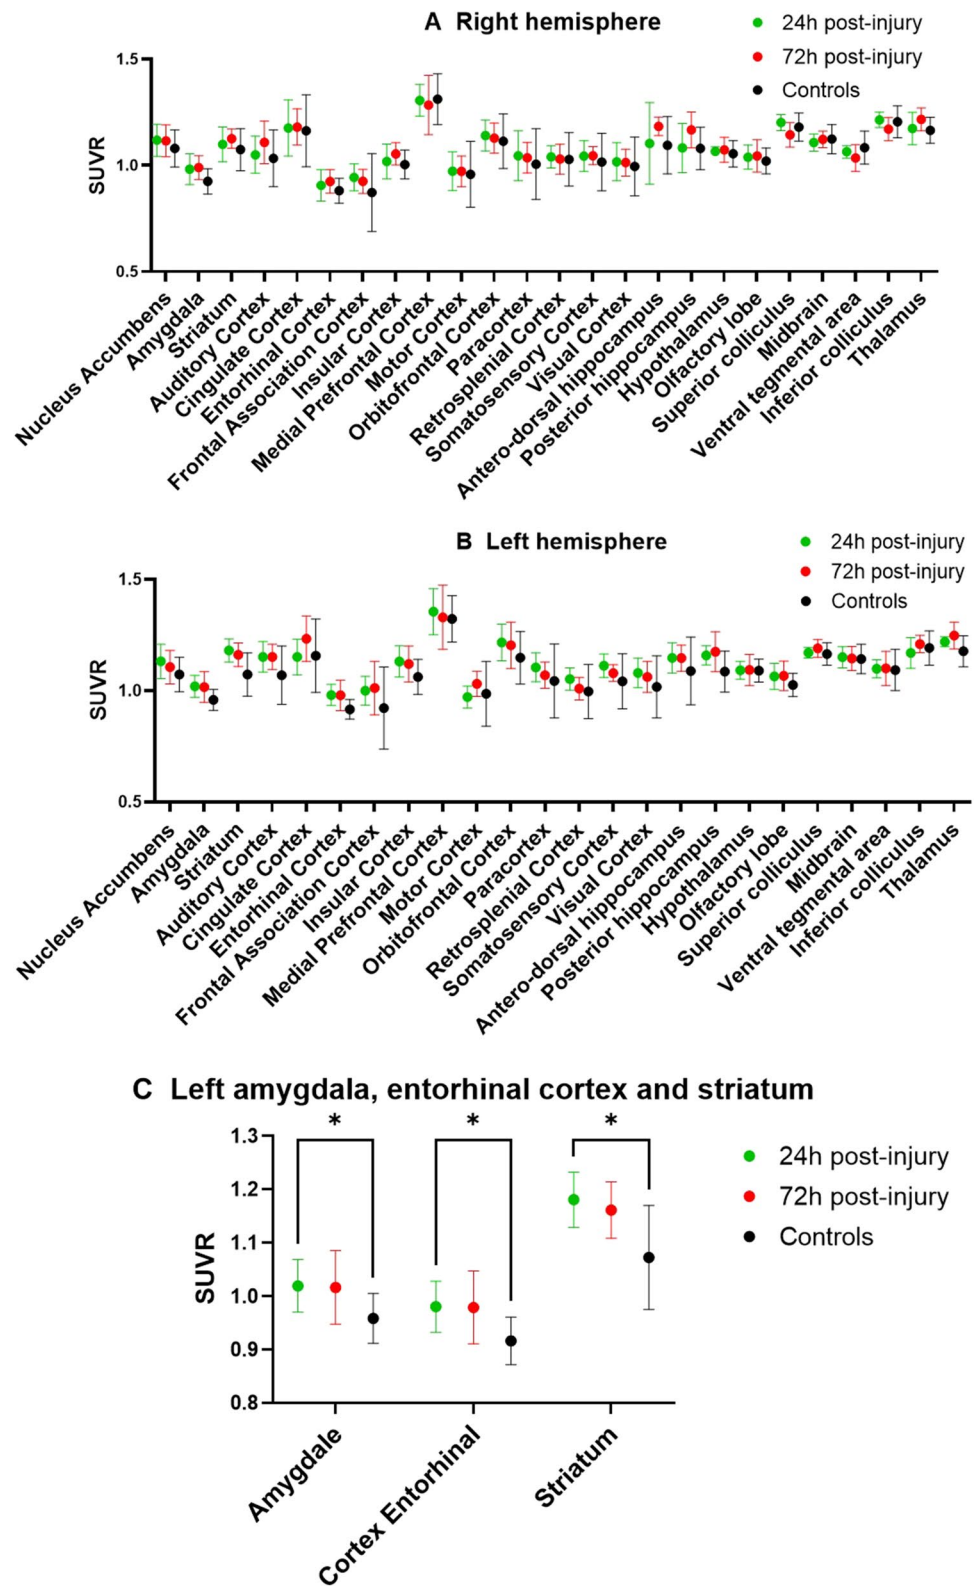 A Right hemisphere
24h post-injury
72h post-injury
Controls
SUVR
1.5
1.0
0.5
Nucleus Accumbens
Amygdala
Striatum
Auditory Cortex
Cingulate Cortex
Entorhinal Cortex
Frontal Association Cortex
Insular Cortex
Medial Prefrontal Cortex
Motor Cortex
Orbitofrontal Cortex
Paracortex
Retrosplenial Cortex
Somatosensory Cortex
Visual Cortex
Antero-dorsal hippocampus
Posterior hippocampus
Hypothalamus
Olfactory lobe
Superior colliculus
Midbrain
Ventral tegmental area
Inferior colliculus
Thalamus
B Left hemisphere
24h post-injury
72h post-injury
Controls
SUVR
1.5
1.0
0.5
Nucleus Accumbens
Amygdala
Striatum
Auditory Cortex
Cingulate Cortex
Entorhinal Cortex
Frontal Association Cortex
Insular Cortex
Medial Prefrontal Cortex
Motor Cortex
Orbitofrontal Cortex
Paracortex
Retrosplenial Cortex
Somatosensory Cortex
Visual Cortex
Antero-dorsal hippocampus
Posterior hippocampus
Hypothalamus
Olfactory lobe
Superior colliculus
Midbrain
Ventral tegmental area
Inferior colliculus
Thalamus
C Left amygdala, entorhinal cortex and striatum
* * *
24h post-injury
72h post-injury
Controls
SUVR
1.3
1.2
1.1
1.0
0.9
0.8
Amygdale
Cortex Entorhinal
Striatum